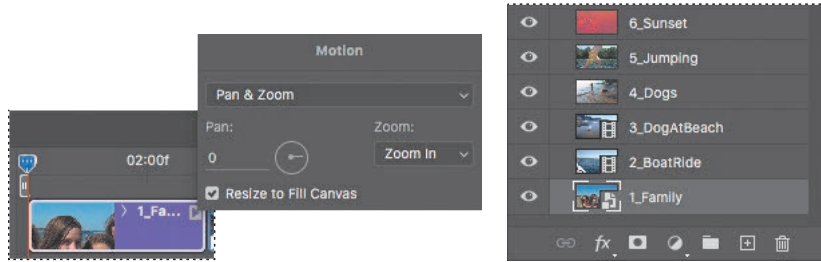 Motion
Pan & Zoom
Pan:
Zoom:
0
Zoom In
Resize to Fill Canvas
02:00f
1_Fa...
6_Sunset
5_Jumping
4_Dogs
3_DogAtBeach
2_BoatRide
1_Family
fx